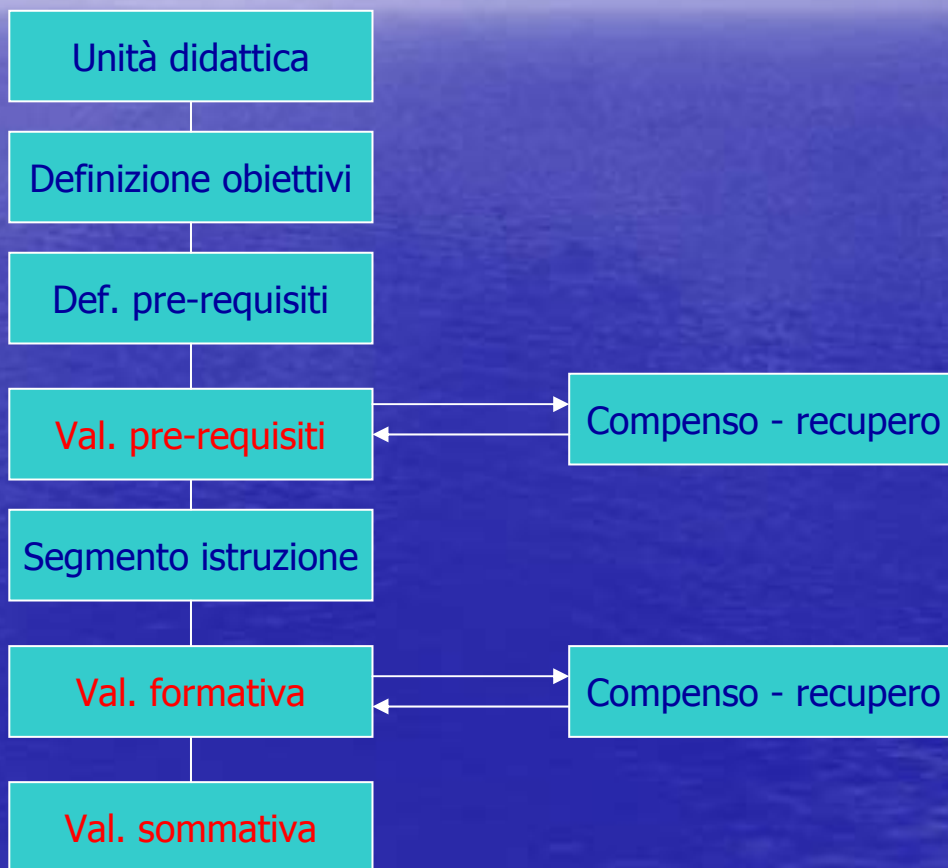 Unità didattica
Definizione obiettivi
Def. pre-requisiti
Val. pre-requisiti
Compenso - recupero
Segmento istruzione
Val. formativa
Compenso - recupero
Val. sommativa